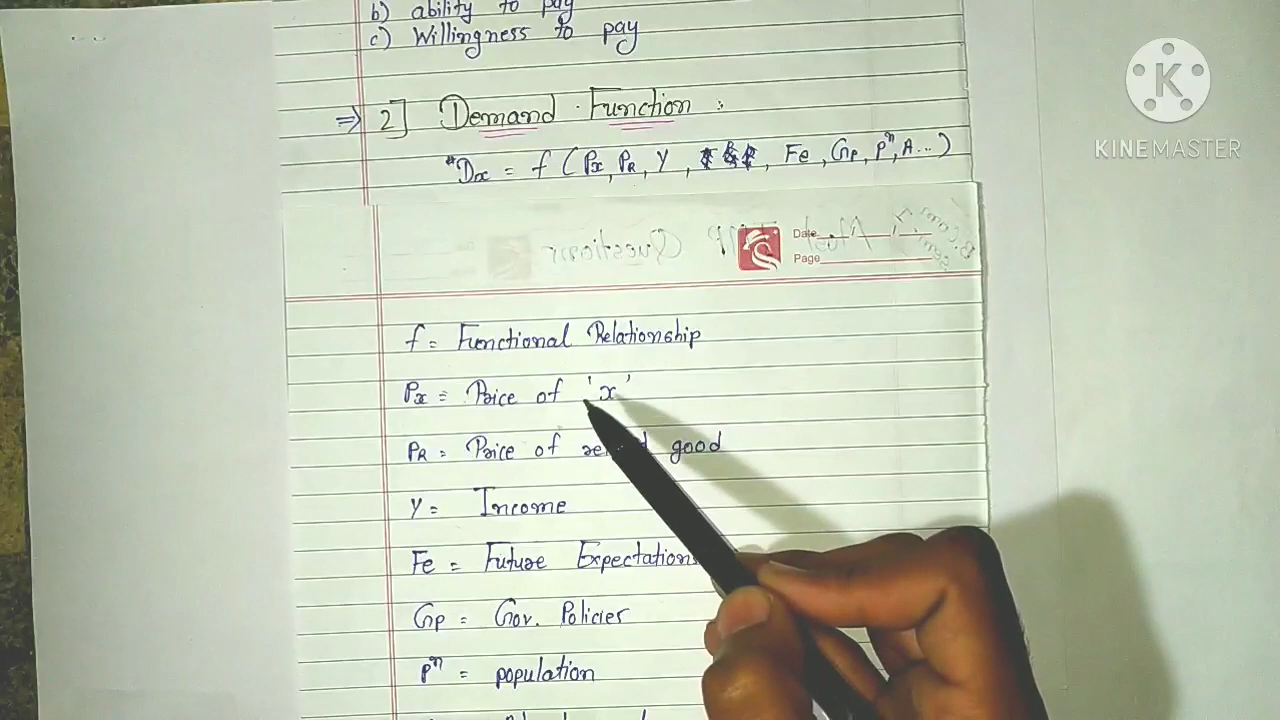 b) ability to pay
c) Willingness to pay
K
KINEMASTER
⇒ 2] Demand Function :
Dx = f (Px, PR, Y, Fe, Gp, pⁿ, A...)
Date
Page
f = Functional Relationship
Px = Price of 'x'
PR = Price of good
Y = Income
Fe = Future Expectations
Gp = Gov. Policies
pⁿ = population